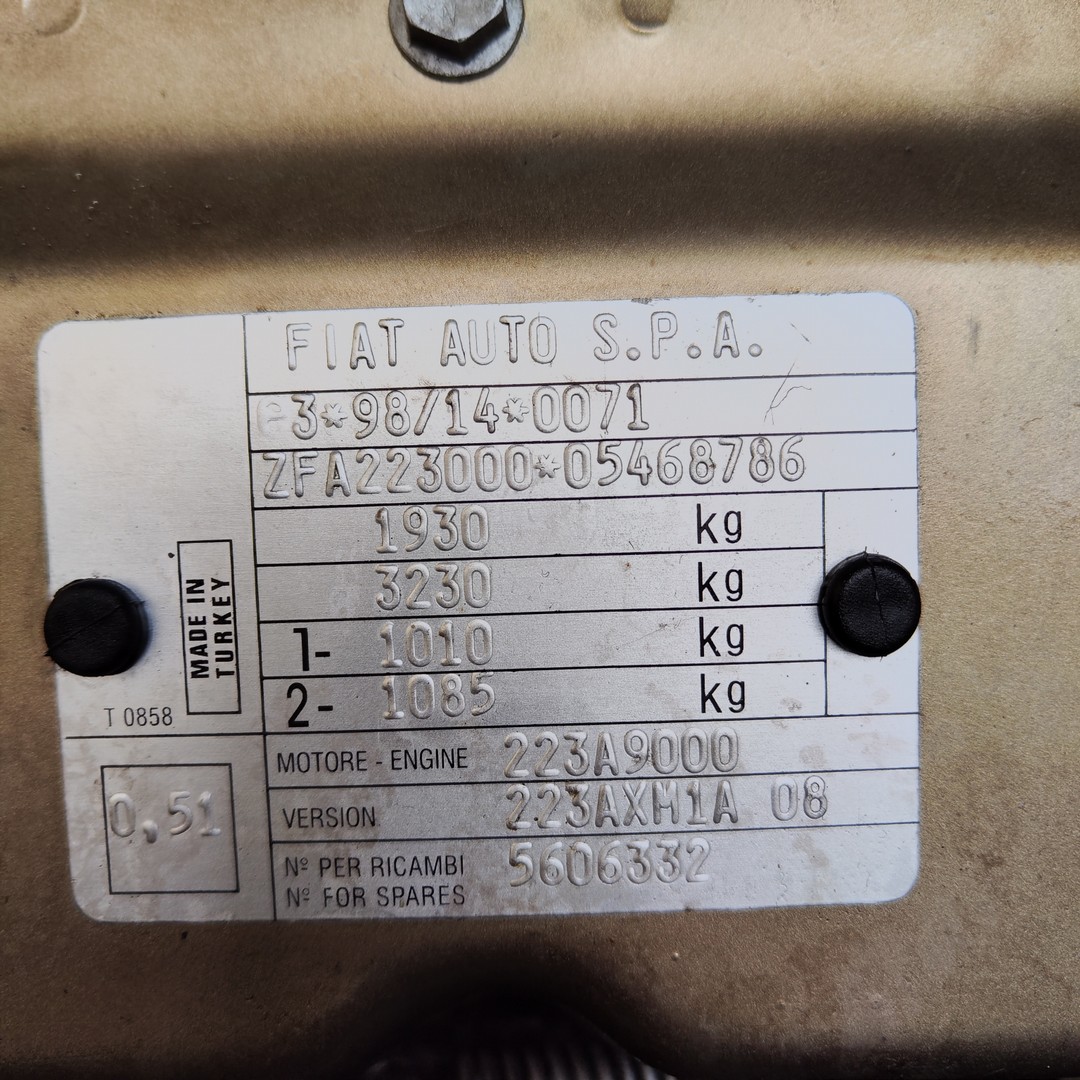 FIAT AUTO S.P.A.
e3*98/14*0071
ZFA223000*05468786
1930 kg
3230 kg
1- 1010 kg
2- 1085 kg
MADE IN
TURKEY
T 0858
MOTORE - ENGINE 223A9000
VERSION 223AXM1A 08
0,51
Nº PER RICAMBI 5606332
Nº FOR SPARES